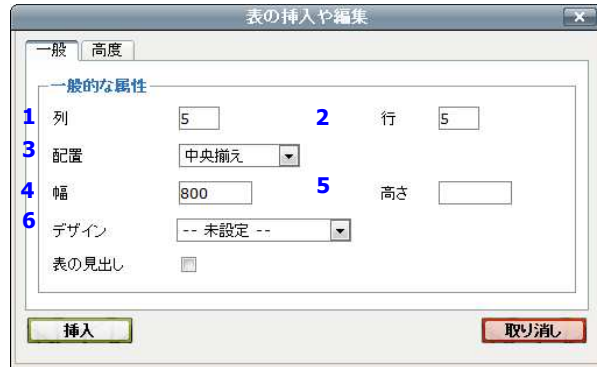 表の挿入や編集
一般 高度
一般的な属性
1 列 5 2 行 5
3 配置 中央揃え
4 幅 800 5 高さ
6 デザイン -- 未設定 --
表の見出し
挿入 取り消し